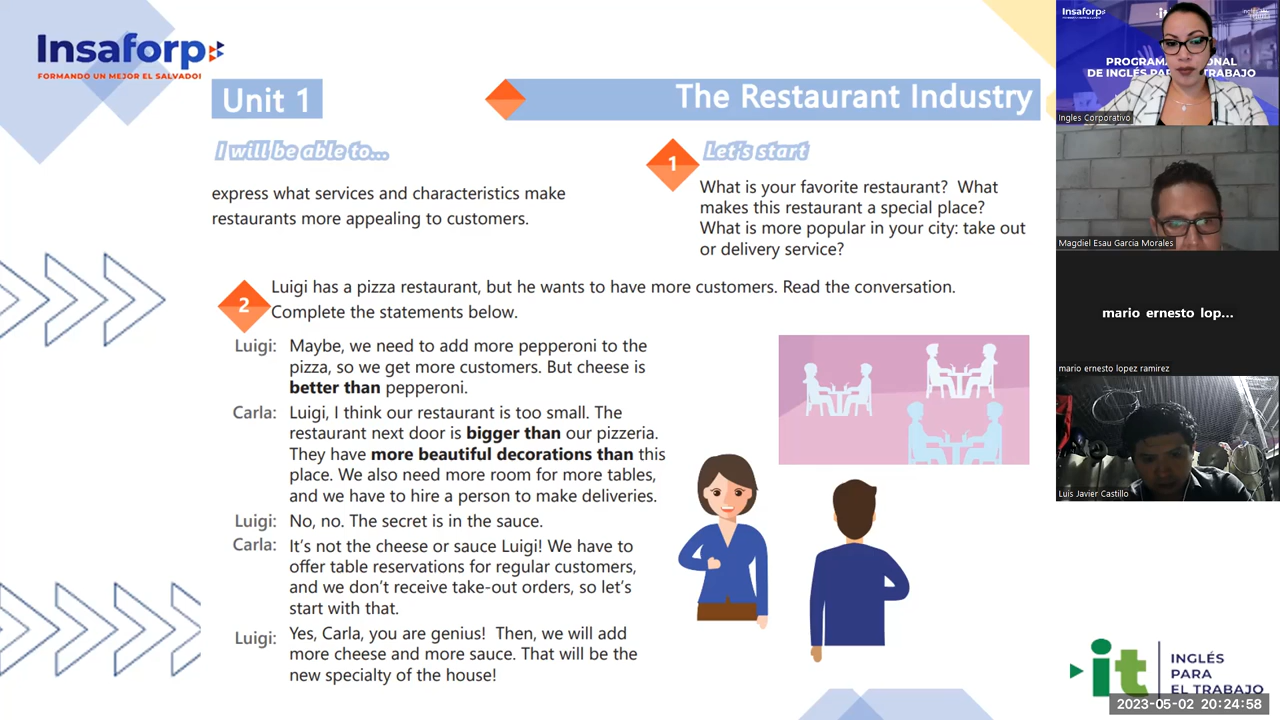 Insaforp
FORMANDO UN MEJOR EL SALVADOR
Unit 1
The Restaurant Industry
I will be able to...
express what services and characteristics make
restaurants more appealing to customers.
1
Let's start
What is your favorite restaurant? What
makes this restaurant a special place?
What is more popular in your city: take out
or delivery service?
2
Luigi has a pizza restaurant, but he wants to have more customers. Read the conversation.
Complete the statements below.
Luigi: Maybe, we need to add more pepperoni to the
pizza, so we get more customers. But cheese is
better than pepperoni.
Carla: Luigi, I think our restaurant is too small. The
restaurant next door is bigger than our pizzeria.
They have more beautiful decorations than this
place. We also need more room for more tables,
and we have to hire a person to make deliveries.
Luigi: No, no. The secret is in the sauce.
Carla: It's not the cheese or sauce Luigi! We have to
offer table reservations for regular customers,
and we don't receive take-out orders, so let's
start with that.
Luigi: Yes, Carla, you are genius! Then, we will add
more cheese and more sauce. That will be the
new specialty of the house!
Insaforp
PROGRAMA
ONAL
DE INGLÉS PARA
TRABAJO
Ingles Corporativo
Magdiel Esau Garcia Morales
mario ernesto lop...
mario ernesto lopez ramirez
Luis Javier Castillo
it
INGLÉS
PARA
EL TRABAJO
2023-05-02 20:24:58